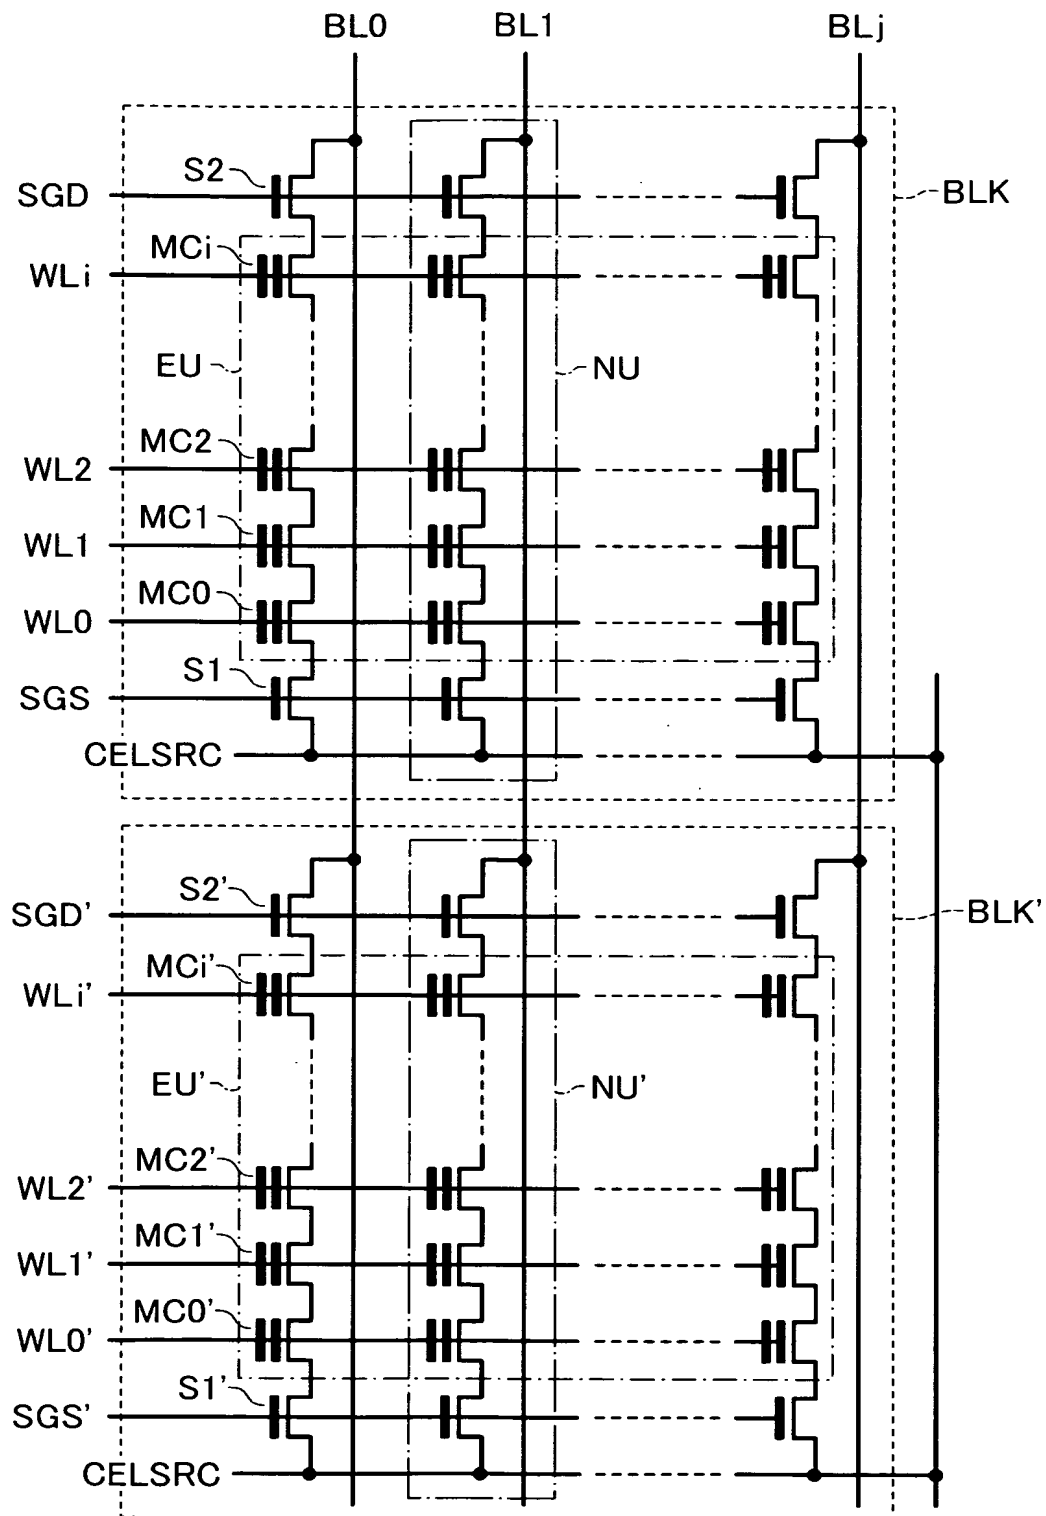 BL0 BL1 BLj
S2
SGD
BLK
MCi
WLi
EU
NU
MC2
WL2
MC1
WL1
MC0
WL0
S1
SGS
CELSRC
S2'
SGD'
BLK'
MCi'
WLi'
EU'
NU'
MC2'
WL2'
MC1'
WL1'
MC0'
WL0'
S1'
SGS'
CELSRC